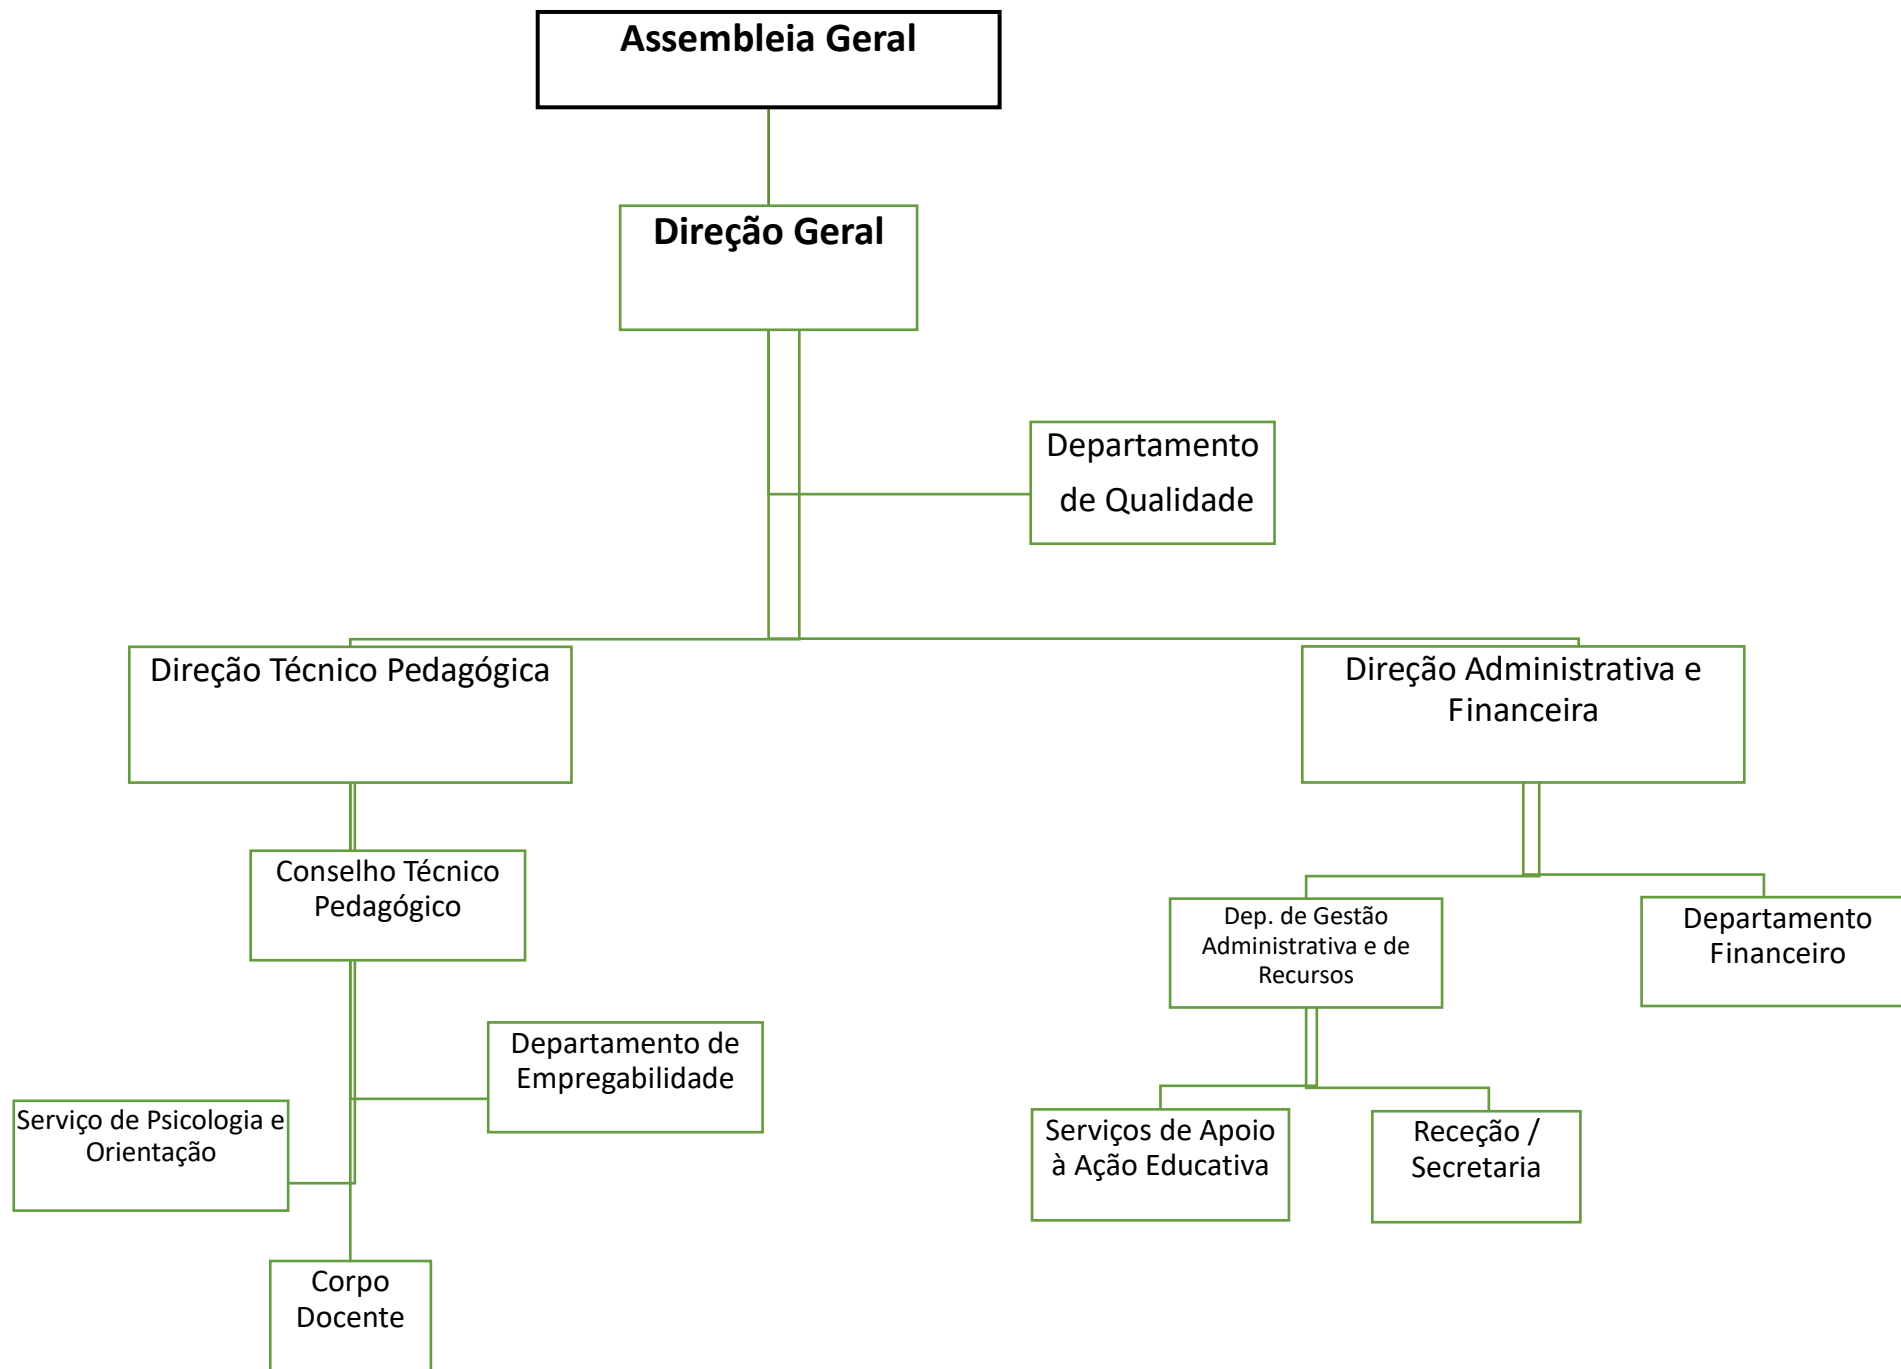 Assembleia Geral
Direção Geral
Departamento
de Qualidade
Direção Técnico Pedagógica
Direção Administrativa e
Financeira
Conselho Técnico
Pedagógico
Dep. de Gestão
Administrativa e de
Recursos
Departamento
Financeiro
Departamento de
Empregabilidade
Serviço de Psicologia e
Orientação
Serviços de Apoio
à Ação Educativa
Receção /
Secretaria
Corpo
Docente